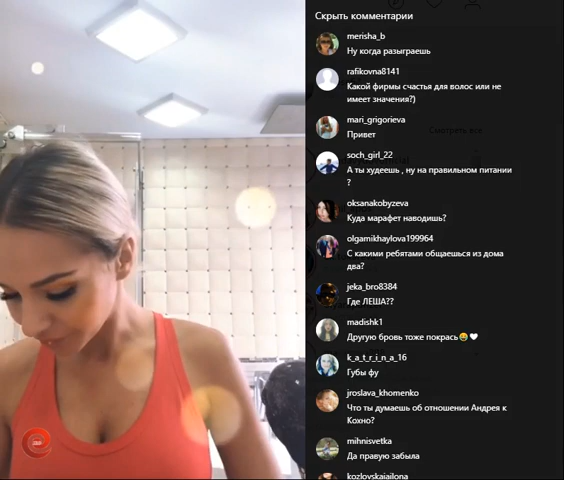 Скрыть комментарии
merisha_b
Ну когда разыграешь
rafikovna8141
Какой фирмы счастья для волос или не
имеет значения?)
mari_grigorieva
Привет
Смотреть все
soch_girl_22
А ты худеешь , ну на правильном питании
?
oksanakobyzeva
Куда марафет наводишь?
olgamikhaylova199964
С какими ребятами общаешься из дома
два?
jeka_bro8384
Где ЛЕША??
madishk1
Другую бровь тоже покрась😄🤍
k_a_t_r_i_n_a_16
Губы фу
jroslava_khomenko
Что ты думаешь об отношении Андрея к
Кохно?
mihnisvetka
Да правую забыла
kozlovskajailona